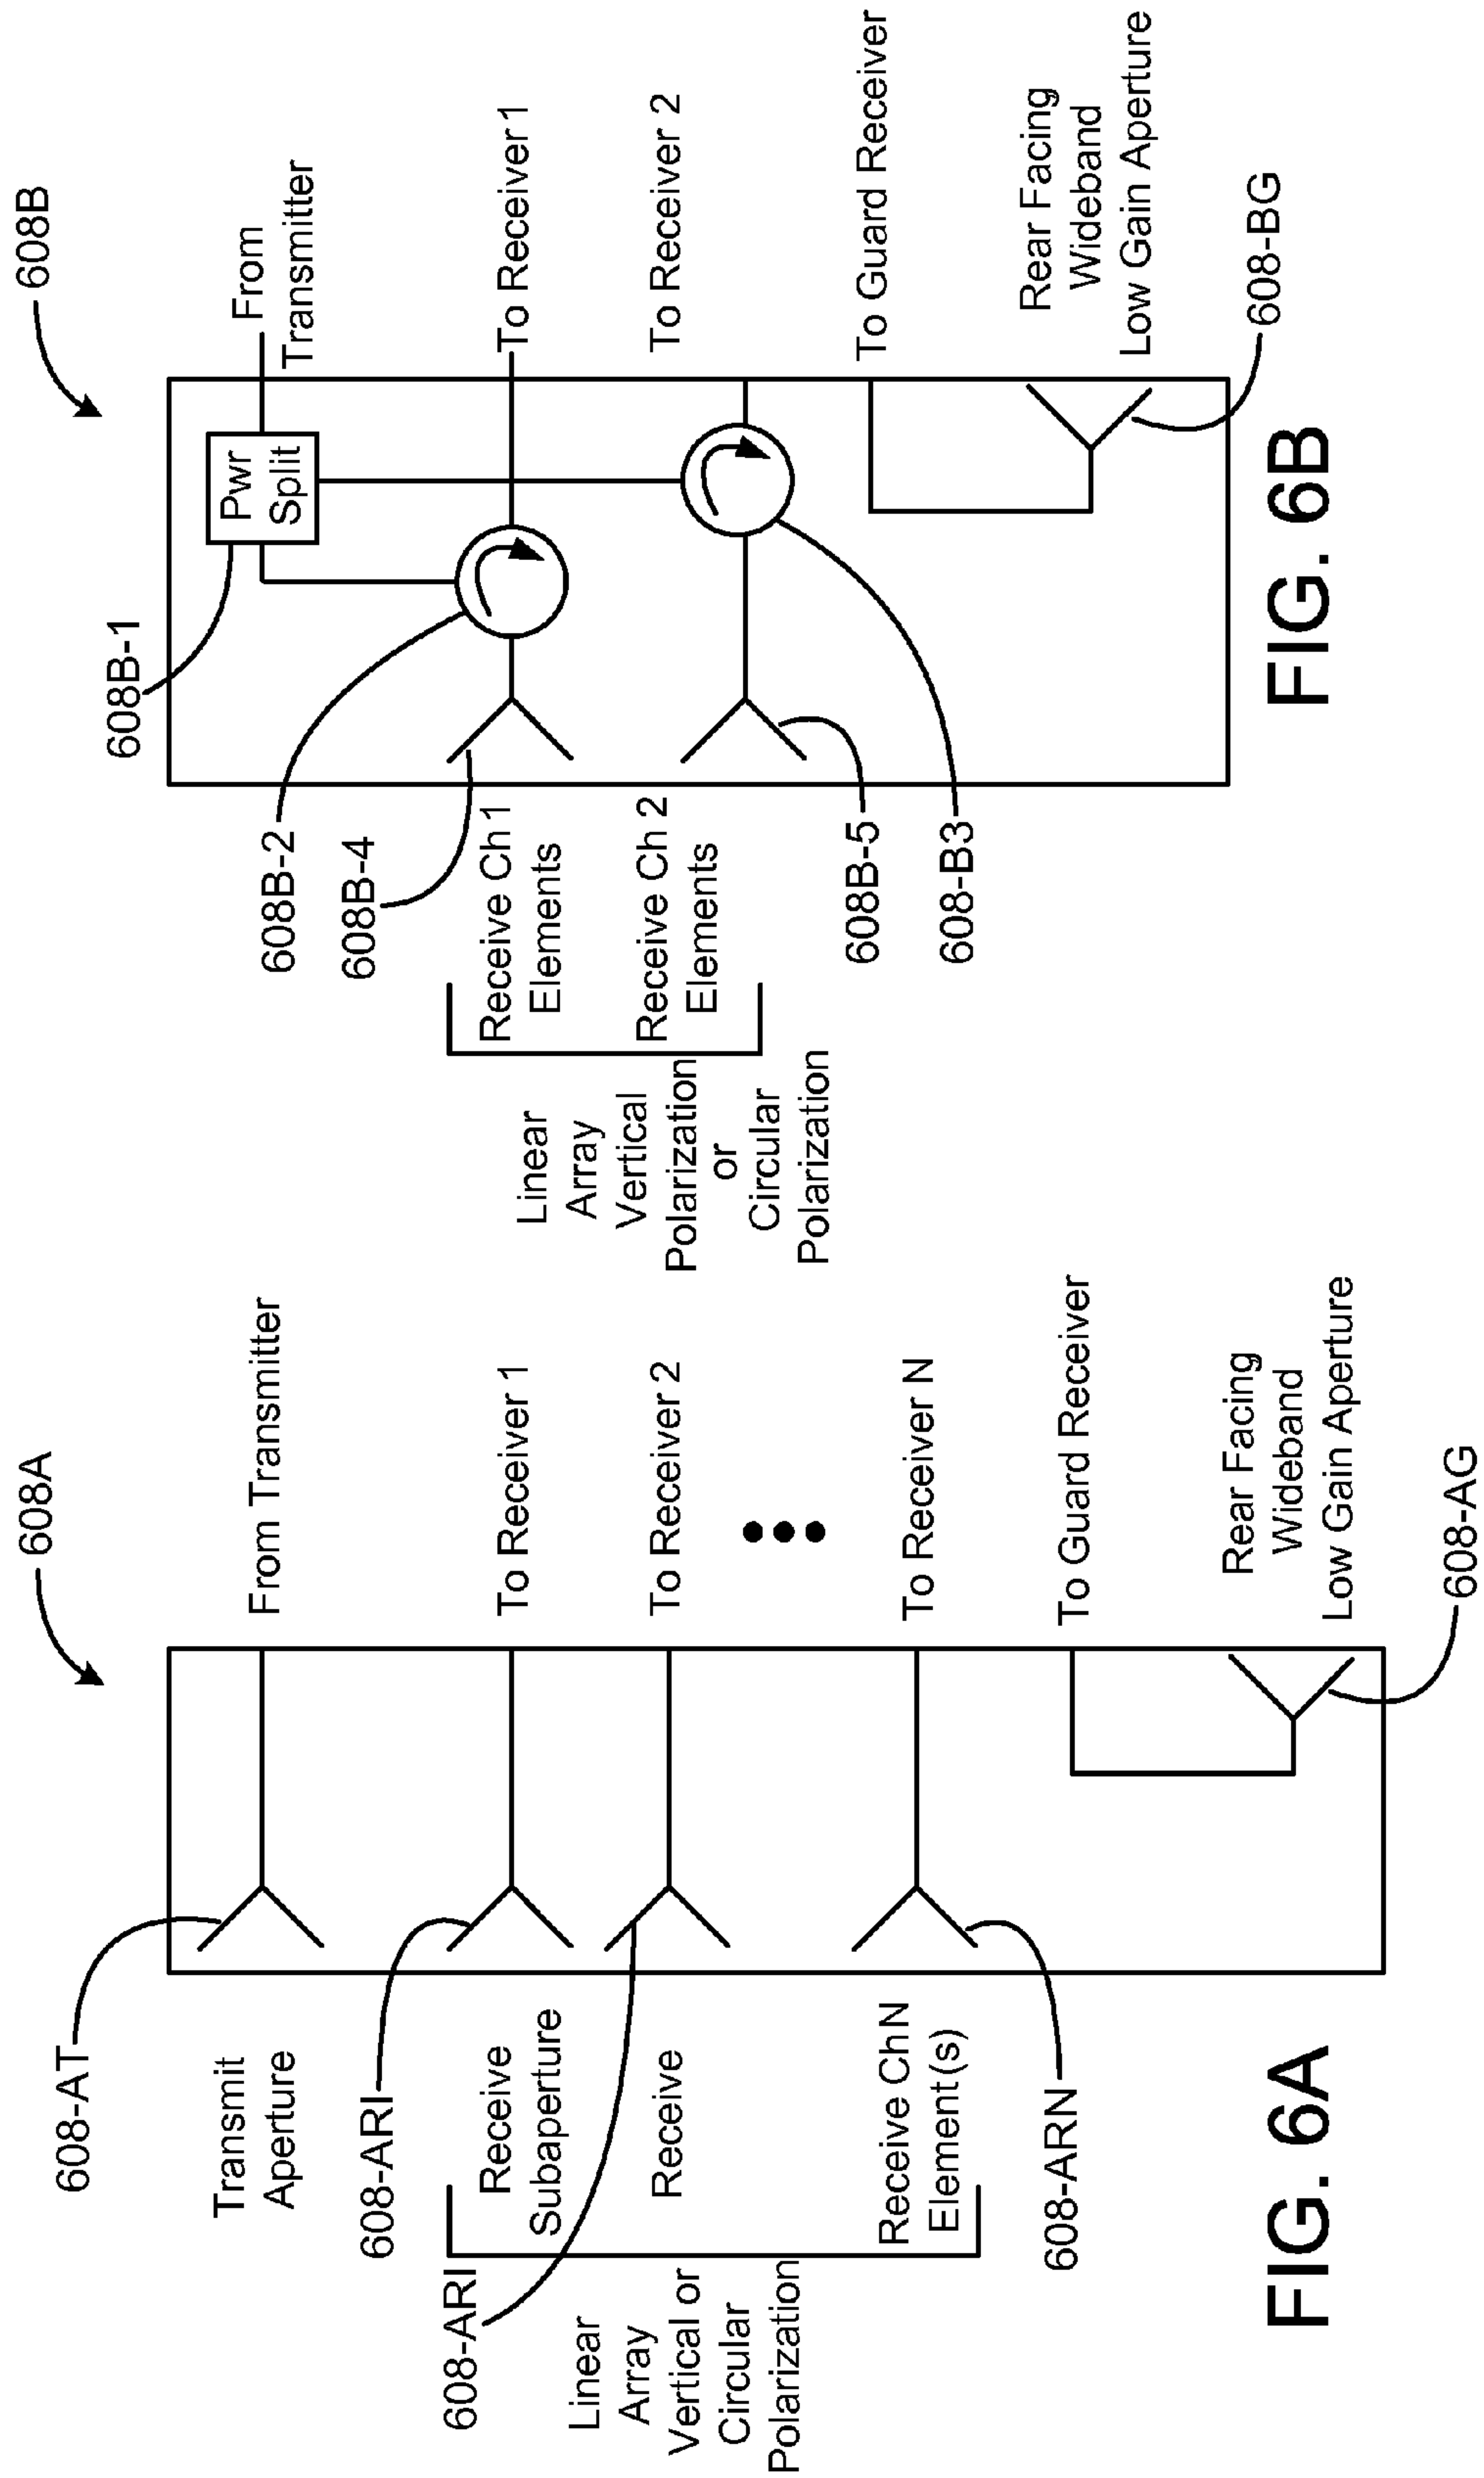 608A
608-AT
Transmit
Aperture
From Transmitter
608-ARI
Receive
Subaperture
To Receiver 1
608-ARI
Receive
To Receiver 2
Linear
Array
Vertical or
Circular
Polarization
Receive ChN
Element(s)
To Receiver N
608-ARN
To Guard Receiver
Rear Facing
Wideband
Low Gain Aperture
608-AG
FIG. 6A
608B
608B-1
Pwr
Split
From
Transmitter
608B-2
608B-4
Receive Ch 1
Elements
To Receiver 1
Receive Ch 2
Elements
To Receiver 2
Linear
Array
Vertical
Polarization
or
Circular
Polarization
608B-5
608-B3
To Guard Receiver
Rear Facing
Wideband
Low Gain Aperture
608-BG
FIG. 6B